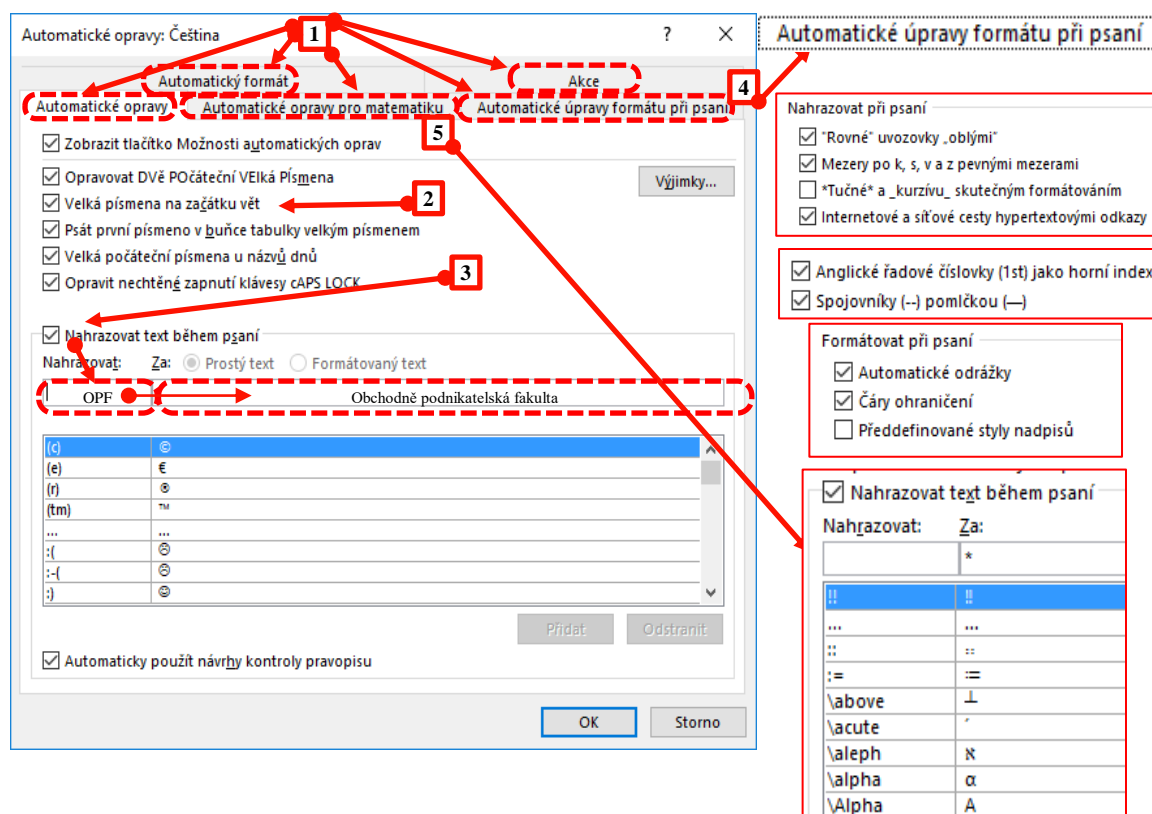 Automatické opravy: Čeština
?
×
1
Automatický formát
Akce
Automatické opravy
Automatické opravy pro matematiku
Automatické úpravy formátu při psaní
5
Zobrazit tlačítko Možnosti automatických oprav
Opravovat DVě POčáteční VElká PÍsmena
Výjimky...
Velká písmena na začátku vět
2
Psát první písmeno v buňce tabulky velkým písmenem
Velká počáteční písmena u názvů dnů
Opravit nechtěné zapnutí klávesy cAPS LOCK
3
Nahrazovat text během psaní
Nahrazovat:
Za:
Prostý text
Formátovaný text
OPF
Obchodně podnikatelská fakulta
(c) ©
(e) €
(r) ®
(tm) ™
... ...
:( ☹
:-( ☹
:) ☺
Přidat
Odstranit
Automaticky použít návrhy kontroly pravopisu
OK
Storno
Automatické úpravy formátu při psaní
4
Nahrazovat při psaní
"Rovné" uvozovky „oblými“
Mezery po k, s, v a z pevnými mezerami
*Tučné* a _kurzívu_ skutečným formátováním
Internetové a síťové cesty hypertextovými odkazy
Anglické řadové číslovky (1st) jako horní index
Spojovníky (--) pomlčkou (—)
Formátovat při psaní
Automatické odrážky
Čáry ohraničení
Předdefinované styly nadpisů
Nahrazovat text během psaní
Nahrazovat:
Za:
*
!! ‼
... ...
:: ∷
:= ≔
\above ┴
\acute ´
\aleph ℵ
\alpha α
\Alpha Α